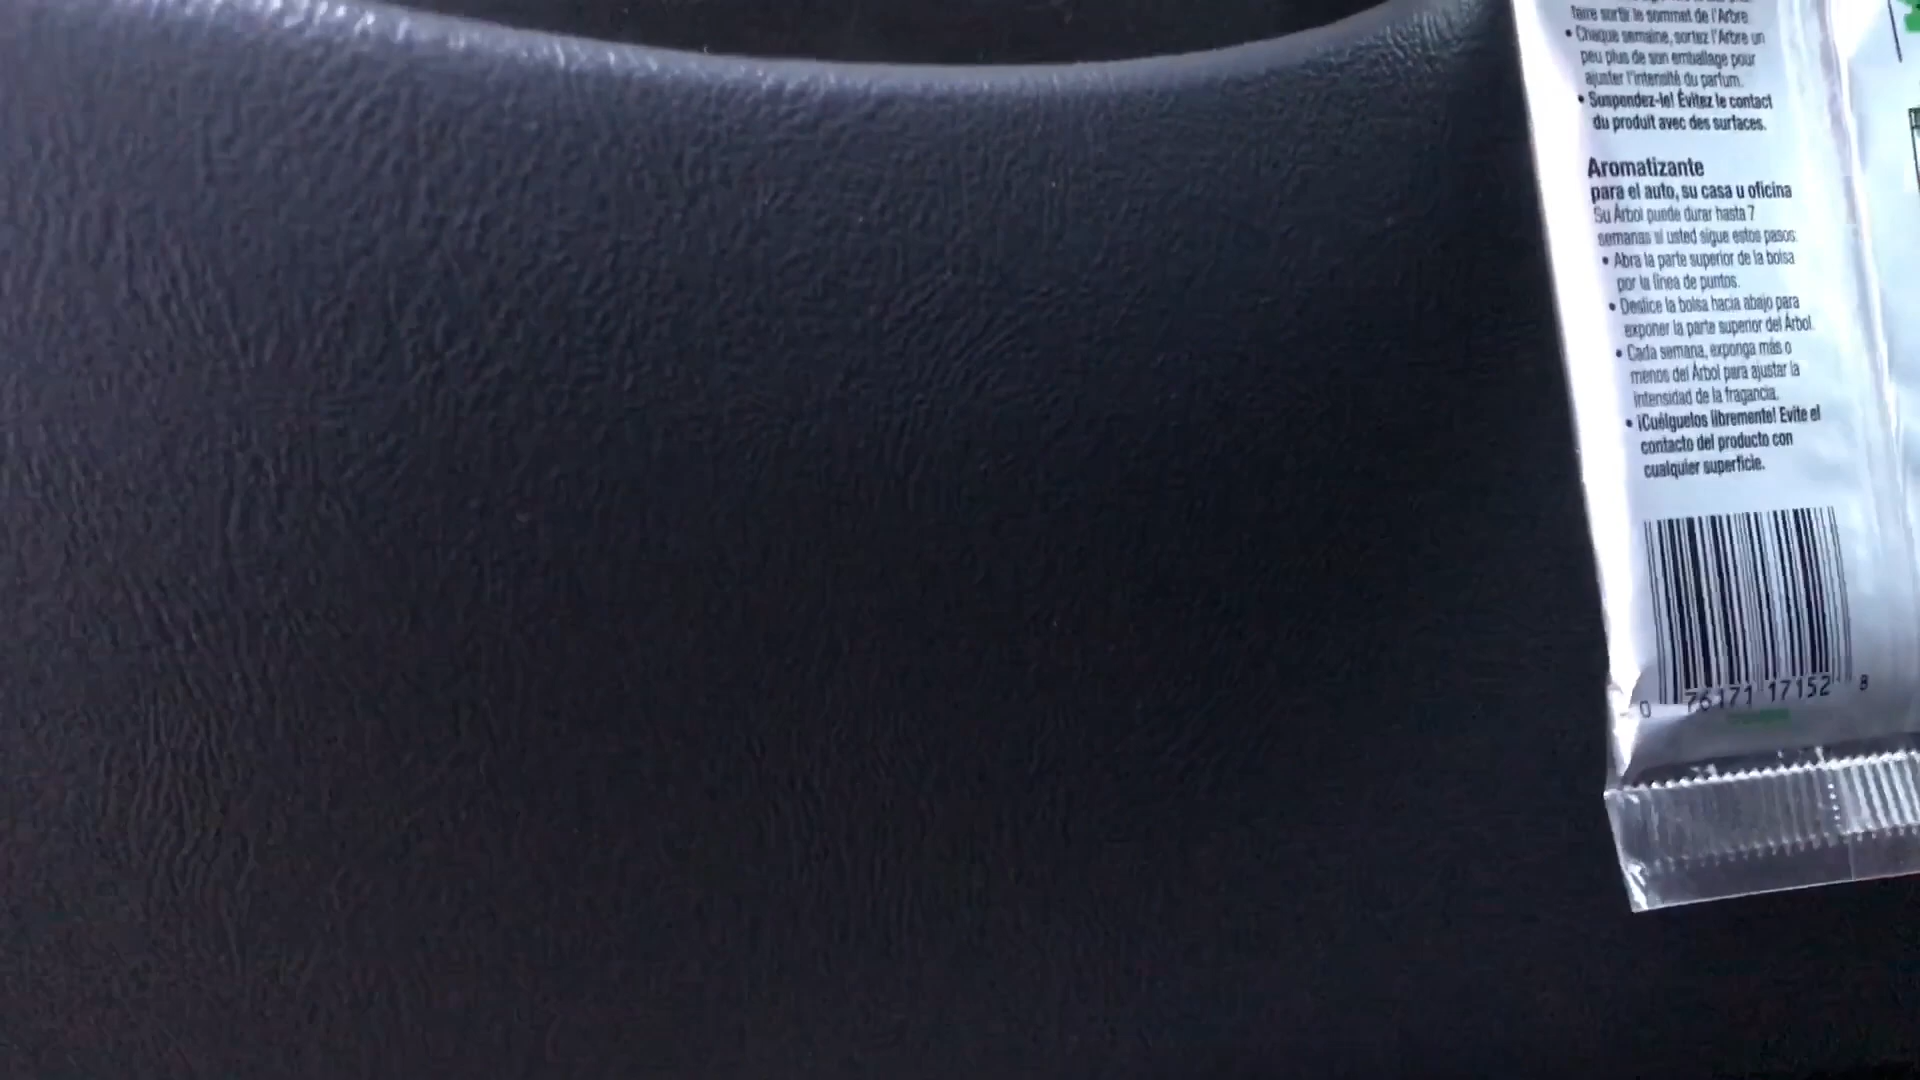 faire sortir le sommet de l'Arbre
• Chaque semaine, sortez l'Arbre un
peu plus de son emballage pour
ajuster l'intensité du parfum.
• Suspendez-le! Évitez le contact
du produit avec des surfaces.
Aromatizante
para el auto, su casa u oficina
Su Árbol puede durar hasta 7
semanas si usted sigue estos pasos:
• Abra la parte superior de la bolsa
por la línea de puntos.
• Deslice la bolsa hacia abajo para
exponer la parte superior del Árbol.
• Cada semana, exponga más o
menos del Árbol para ajustar la
intensidad de la fragancia.
• ¡Cuélguelos libremente! Evite el
contacto del producto con
cualquier superficie.
0 76171 17152 8